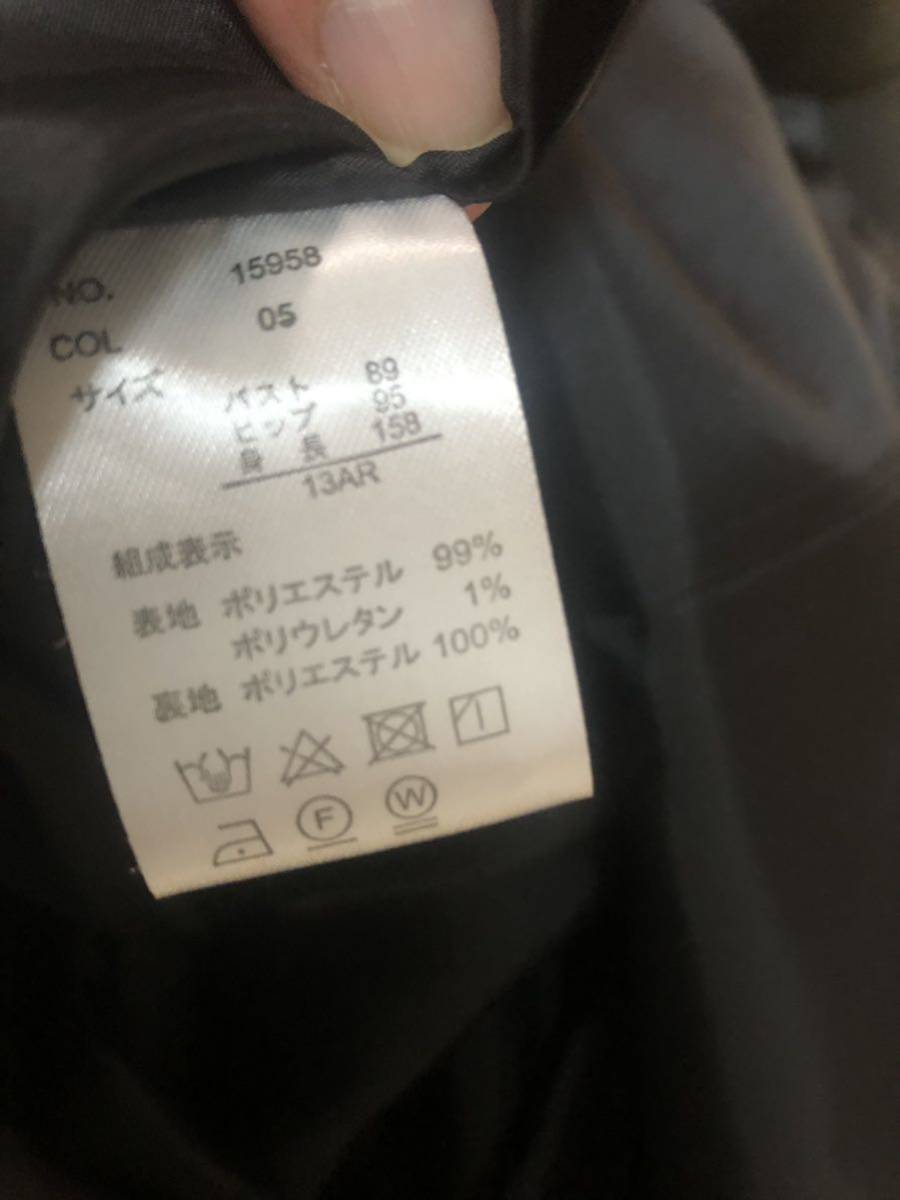 NO. 15958
COL 05
サイズ バスト 89
ヒップ 95
身 長 158
13AR
組成表示
表地 ポリエステル 99%
ポリウレタン 1%
裏地 ポリエステル 100%
F W